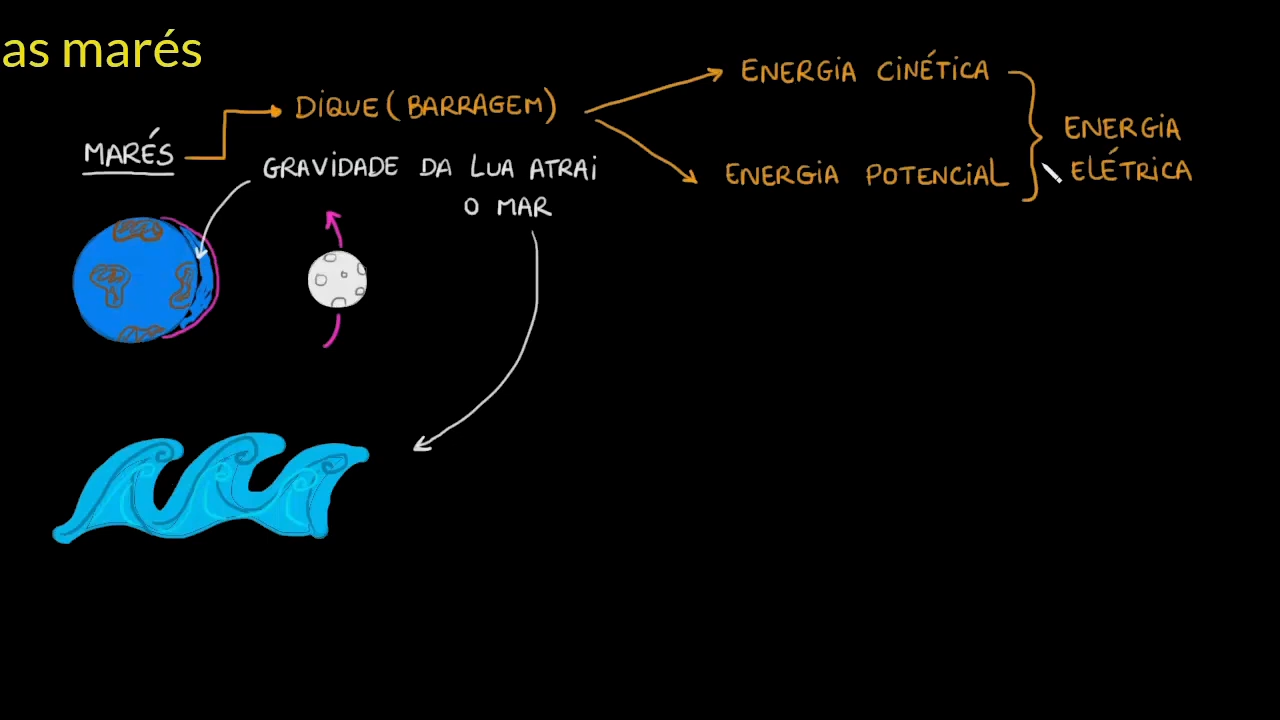 as marés
MARÉS
DIQUE (BARRAGEM)
GRAVIDADE DA LUA ATRAI
O MAR
ENERGIA CINÉTICA
ENERGIA POTENCIAL
ENERGIA
ELÉTRICA